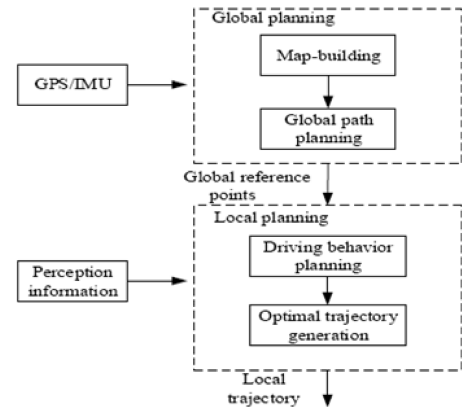 Global planning
Map-building
GPS/IMU
Global path
planning
Global reference
points
Local planning
Driving behavior
planning
Perception
information
Optimal trajectory
generation
Local
trajectory